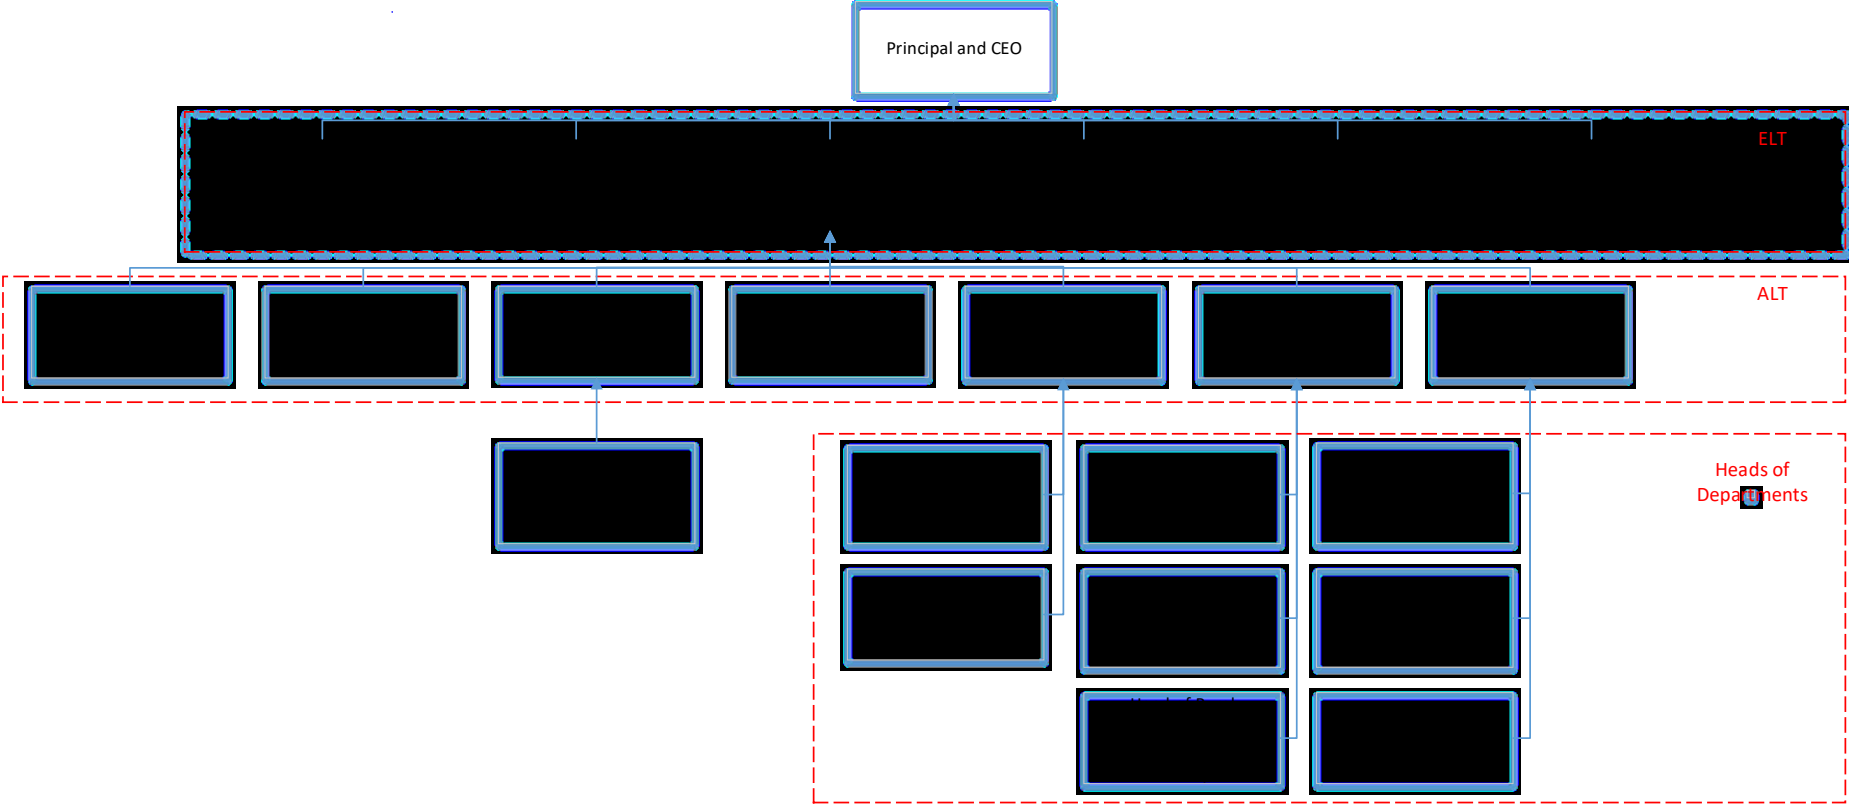 Principal and CEO
ELT
ALT
Heads of
Departments